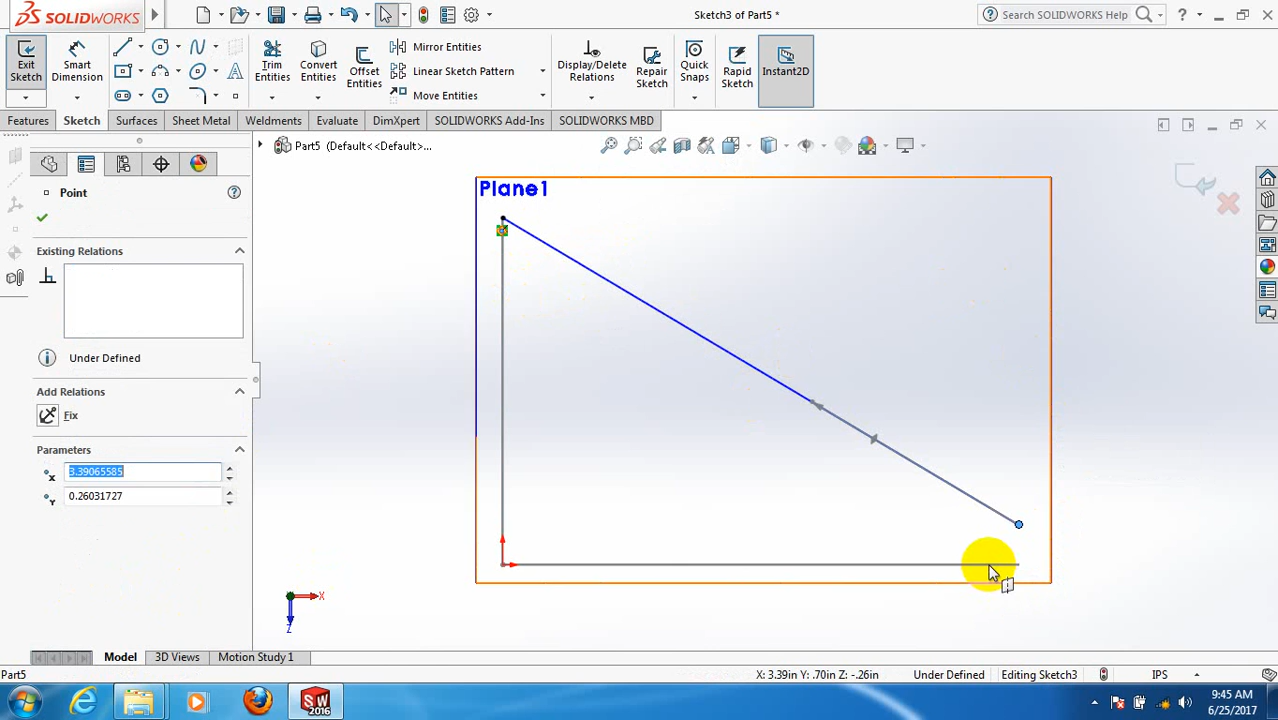 SOLIDWORKS
Sketch3 of Part5 *
Search SOLIDWORKS Help
Exit Sketch
Smart Dimension
Trim Entities
Convert Entities
Offset Entities
Mirror Entities
Linear Sketch Pattern
Move Entities
Display/Delete Relations
Repair Sketch
Quick Snaps
Rapid Sketch
Instant2D
Features Sketch Surfaces Sheet Metal Weldments Evaluate DimXpert SOLIDWORKS Add-Ins SOLIDWORKS MBD
Part5 (Default<<Default>...
Point
Plane1
Existing Relations
Under Defined
Add Relations
Fix
Parameters
X 3.39065585
Y 0.26031727
X
Z
Model 3D Views Motion Study 1
Part5 X: 3.39in Y: .70in Z: -.26in Under Defined Editing Sketch3 IPS
SW 2016
9:45 AM
6/25/2017